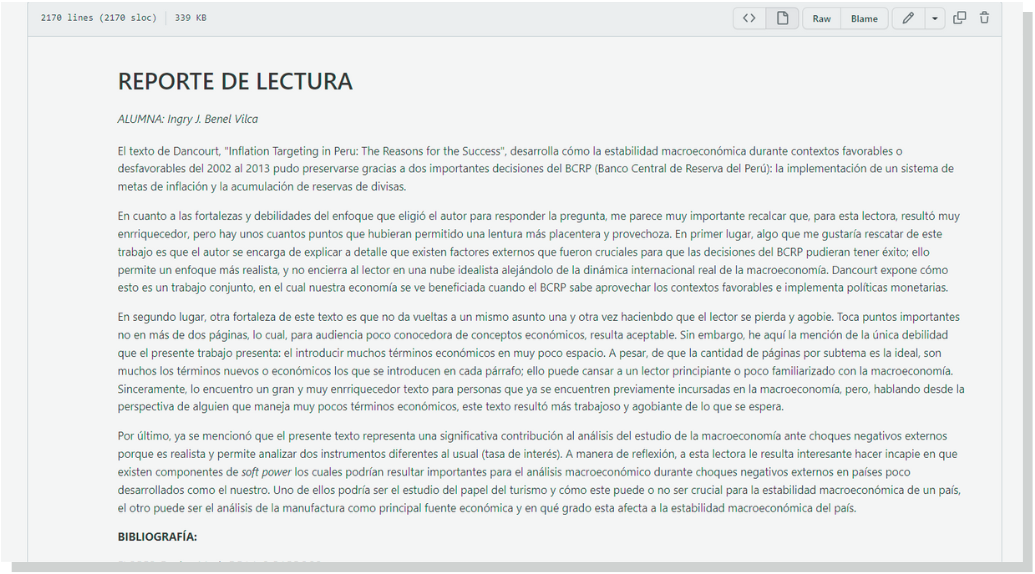 2170 lines (2170 sloc) 339 KB
<> Raw Blame
REPORTE DE LECTURA
ALUMNA: Ingry J. Benel Vilca
El texto de Dancourt, "Inflation Targeting in Peru: The Reasons for the Success", desarrolla cómo la estabilidad macroeconómica durante contextos favorables o
desfavorables del 2002 al 2013 pudo preservarse gracias a dos importantes decisiones del BCRP (Banco Central de Reserva del Perú): la implementación de un sistema de
metas de inflación y la acumulación de reservas de divisas.
En cuanto a las fortalezas y debilidades del enfoque que eligió el autor para responder la pregunta, me parece muy importante recalcar que, para esta lectora, resultó muy
enrriquecedor, pero hay unos cuantos puntos que hubieran permitido una lentura más placentera y provechoza. En primer lugar, algo que me gustaría rescatar de este
trabajo es que el autor se encarga de explicar a detalle que existen factores externos que fueron cruciales para que las decisiones del BCRP pudieran tener éxito; ello
permite un enfoque más realista, y no encierra al lector en una nube idealista alejándolo de la dinámica internacional real de la macroeconomía. Dancourt expone cómo
esto es un trabajo conjunto, en el cual nuestra economía se ve beneficiada cuando el BCRP sabe aprovechar los contextos favorables e implementa políticas monetarias.
En segundo lugar, otra fortaleza de este texto es que no da vueltas a un mismo asunto una y otra vez hacienbdo que el lector se pierda y agobie. Toca puntos importantes
no en más de dos páginas, lo cual, para audiencia poco conocedora de conceptos económicos, resulta aceptable. Sin embargo, he aquí la mención de la única debilidad
que el presente trabajo presenta: el introducir muchos términos económicos en muy poco espacio. A pesar, de que la cantidad de páginas por subtema es la ideal, son
muchos los términos nuevos o económicos los que se introducen en cada párrafo; ello puede cansar a un lector principiante o poco familiarizado con la macroeconomía.
Sinceramente, lo encuentro un gran y muy enrriquecedor texto para personas que ya se encuentren previamente incursadas en la macroeconomía, pero, hablando desde la
perspectiva de alguien que maneja muy pocos términos económicos, este texto resultó más trabajoso y agobiante de lo que se espera.
Por último, ya se mencionó que el presente texto representa una significativa contribución al análisis del estudio de la macroeconomía ante choques negativos externos
porque es realista y permite analizar dos instrumentos diferentes al usual (tasa de interés). A manera de reflexión, a esta lectora le resulta interesante hacer incapie en que
existen componentes de soft power los cuales podrían resultar importantes para el análisis macroeconómico durante choques negativos externos en países poco
desarrollados como el nuestro. Uno de ellos podría ser el estudio del papel del turismo y cómo este puede o no ser crucial para la estabilidad macroeconómica de un país,
el otro puede ser el análisis de la manufactura como principal fuente económica y en qué grado esta afecta a la estabilidad macroeconómica del país.
BIBLIOGRAFÍA: